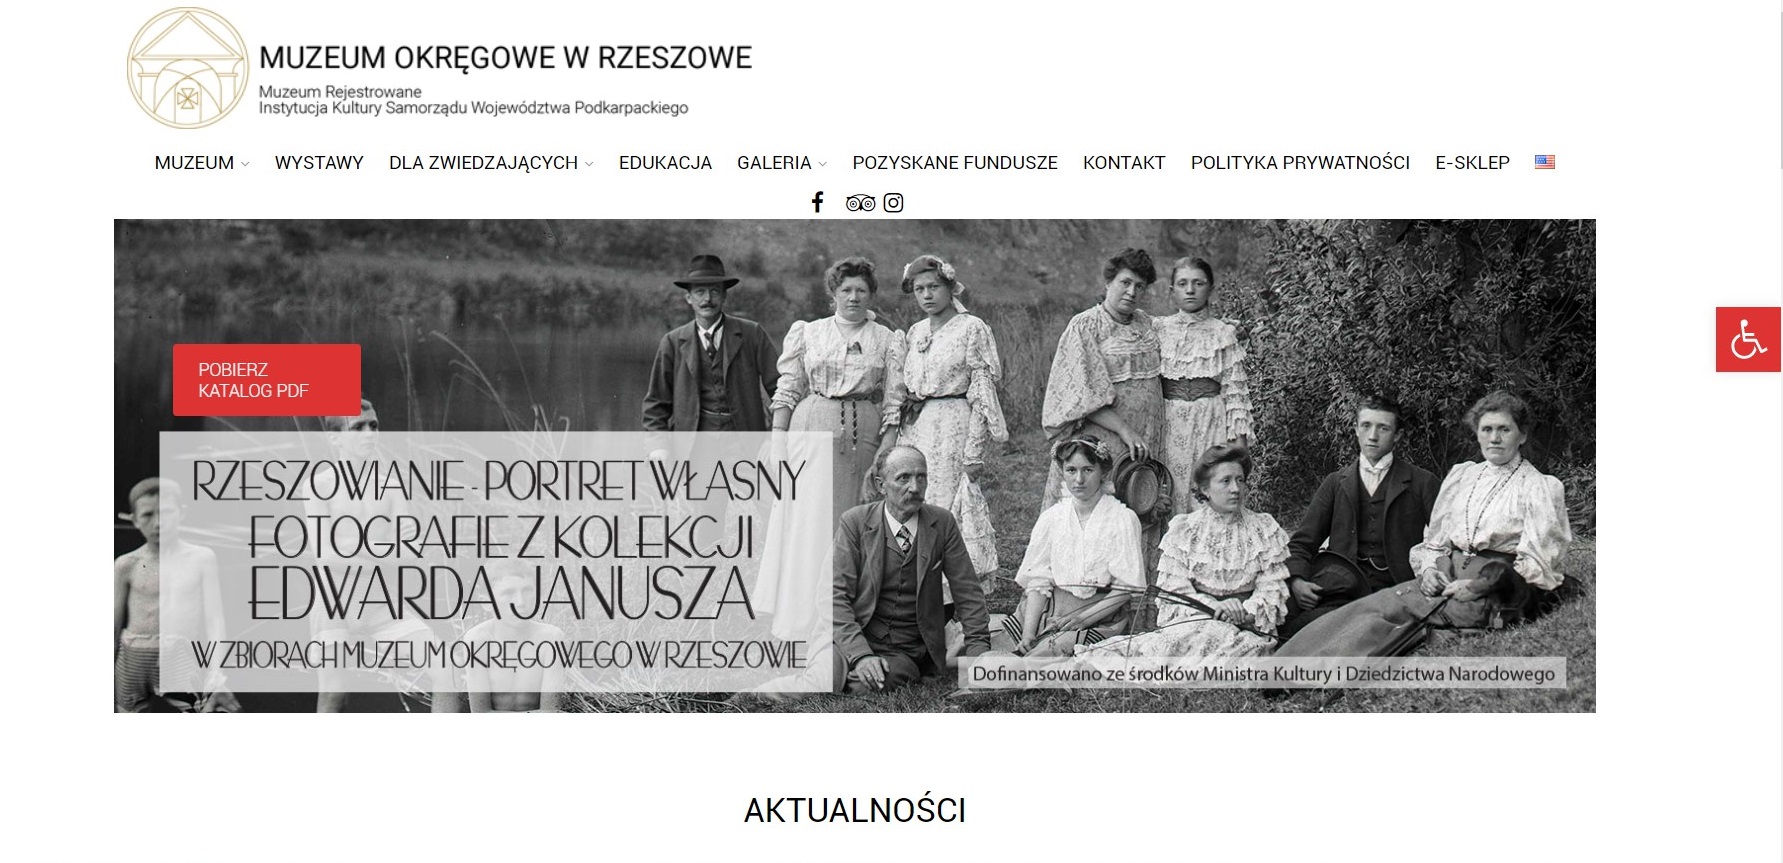 MUZEUM OKRĘGOWE W RZESZOWE
Muzeum Rejestrowane
Instytucja Kultury Samorządu Województwa Podkarpackiego
MUZEUM WYSTAWY DLA ZWIEDZAJĄCYCH EDUKACJA GALERIA POZYSKANE FUNDUSZE KONTAKT POLITYKA PRYWATNOŚCI E-SKLEP
POBIERZ
KATALOG PDF
RZESZOWIANIE - PORTRET WŁASNY
FOTOGRAFIE Z KOLEKCJI
EDWARDA JANUSZA
W ZBIORACH MUZEUM OKRĘGOWEGO W RZESZOWIE
Dofinansowano ze środków Ministra Kultury i Dziedzictwa Narodowego
AKTUALNOŚCI